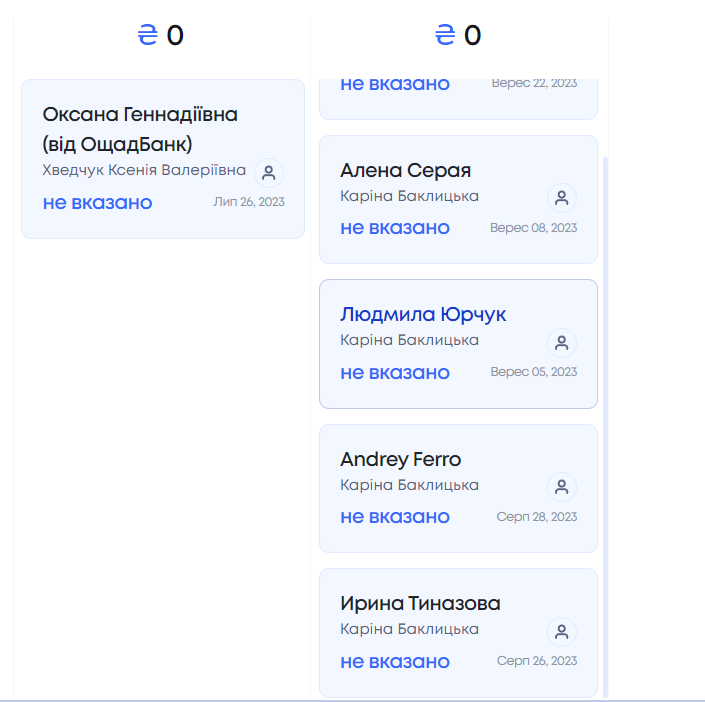 ₴ 0
Оксана Геннадіївна
(від ОщадБанк)
Хведчук Ксенія Валеріївна
не вказано
Лип 26, 2023
₴ 0
не вказано
Верес 22, 2023
Алена Серая
Каріна Баклицька
не вказано
Верес 08, 2023
Людмила Юрчук
Каріна Баклицька
не вказано
Верес 05, 2023
Andrey Ferro
Каріна Баклицька
не вказано
Серп 28, 2023
Ирина Тиназова
Каріна Баклицька
не вказано
Серп 26, 2023